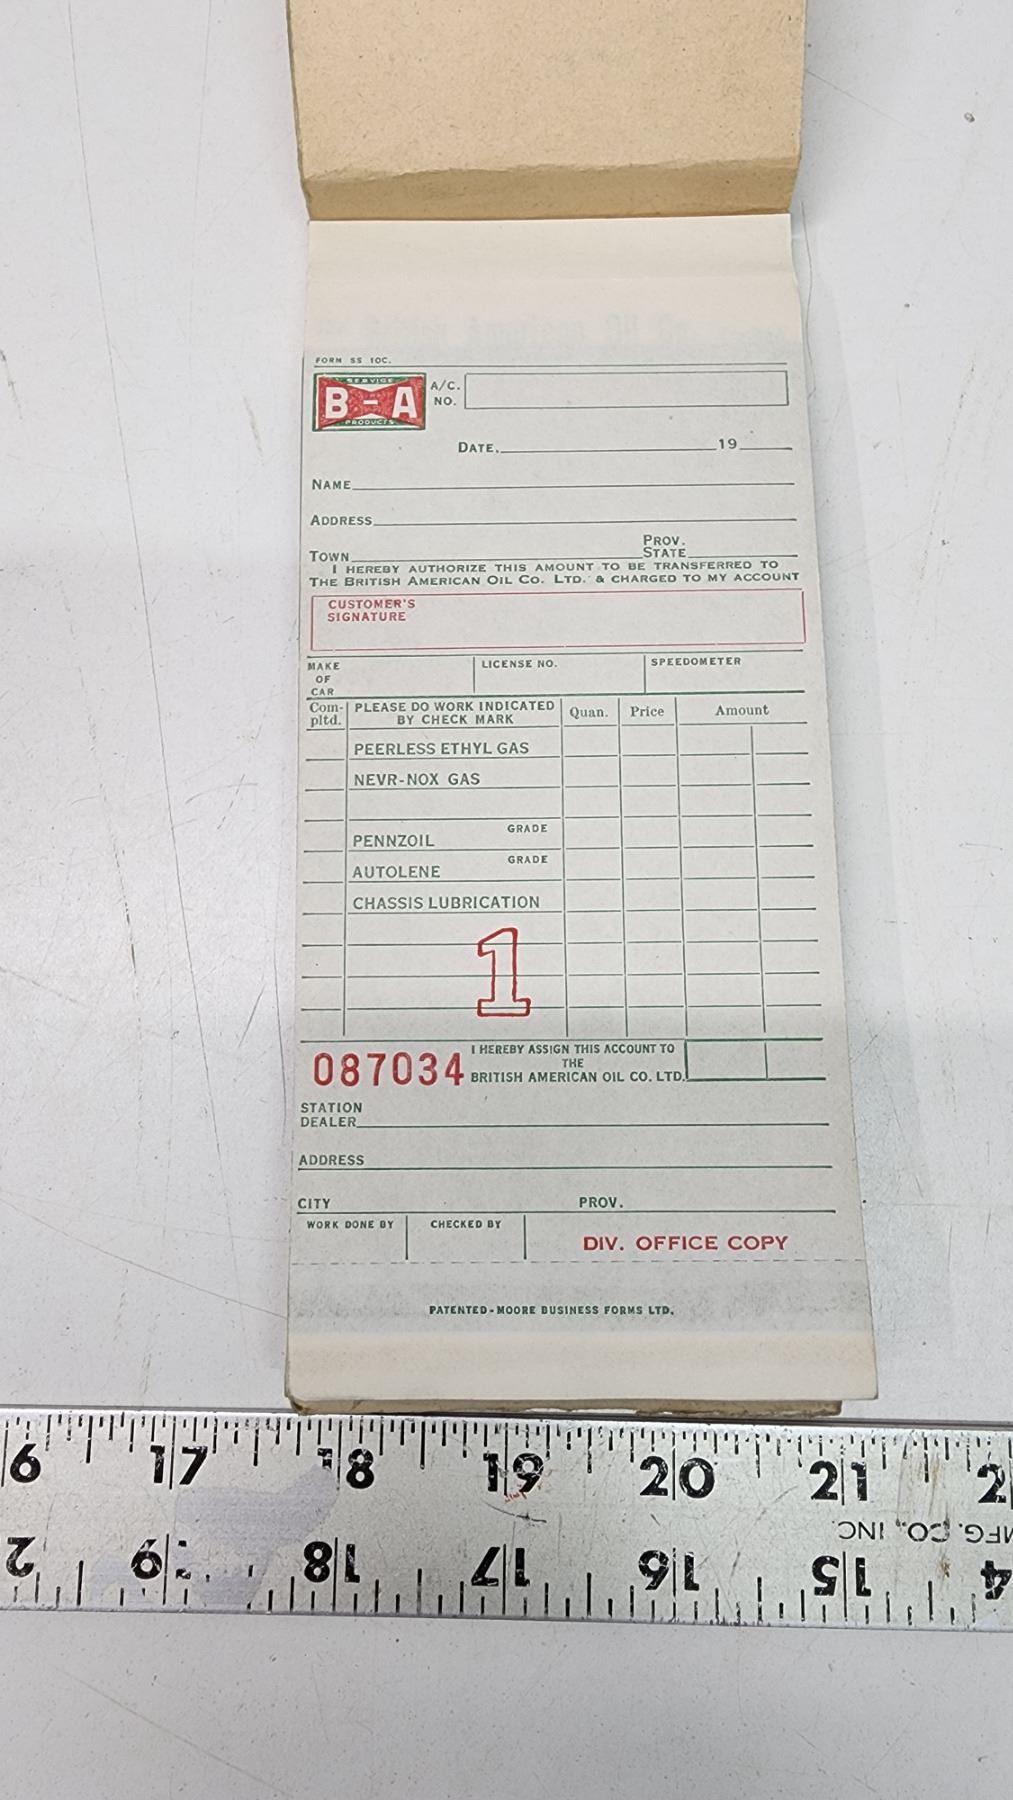 FORM SS 10C.
SERVICE
B-A
PRODUCTS
A/C. NO.
DATE. 19
NAME
ADDRESS
TOWN PROV. STATE
I HEREBY AUTHORIZE THIS AMOUNT TO BE TRANSFERRED TO
THE BRITISH AMERICAN OIL CO. LTD. & CHARGED TO MY ACCOUNT
CUSTOMER'S
SIGNATURE
MAKE OF CAR LICENSE NO. SPEEDOMETER
Com-pltd. PLEASE DO WORK INDICATED BY CHECK MARK Quan. Price Amount
PEERLESS ETHYL GAS
NEVR-NOX GAS
PENNZOIL GRADE
AUTOLENE GRADE
CHASSIS LUBRICATION
1
087034
I HEREBY ASSIGN THIS ACCOUNT TO
THE
BRITISH AMERICAN OIL CO. LTD.
STATION
DEALER
ADDRESS
CITY PROV.
WORK DONE BY CHECKED BY
DIV. OFFICE COPY
PATENTED-MOORE BUSINESS FORMS LTD.
6 17 18 19 20 21 2
MFG. CO., INC.
2 19 18 17 16 15 4